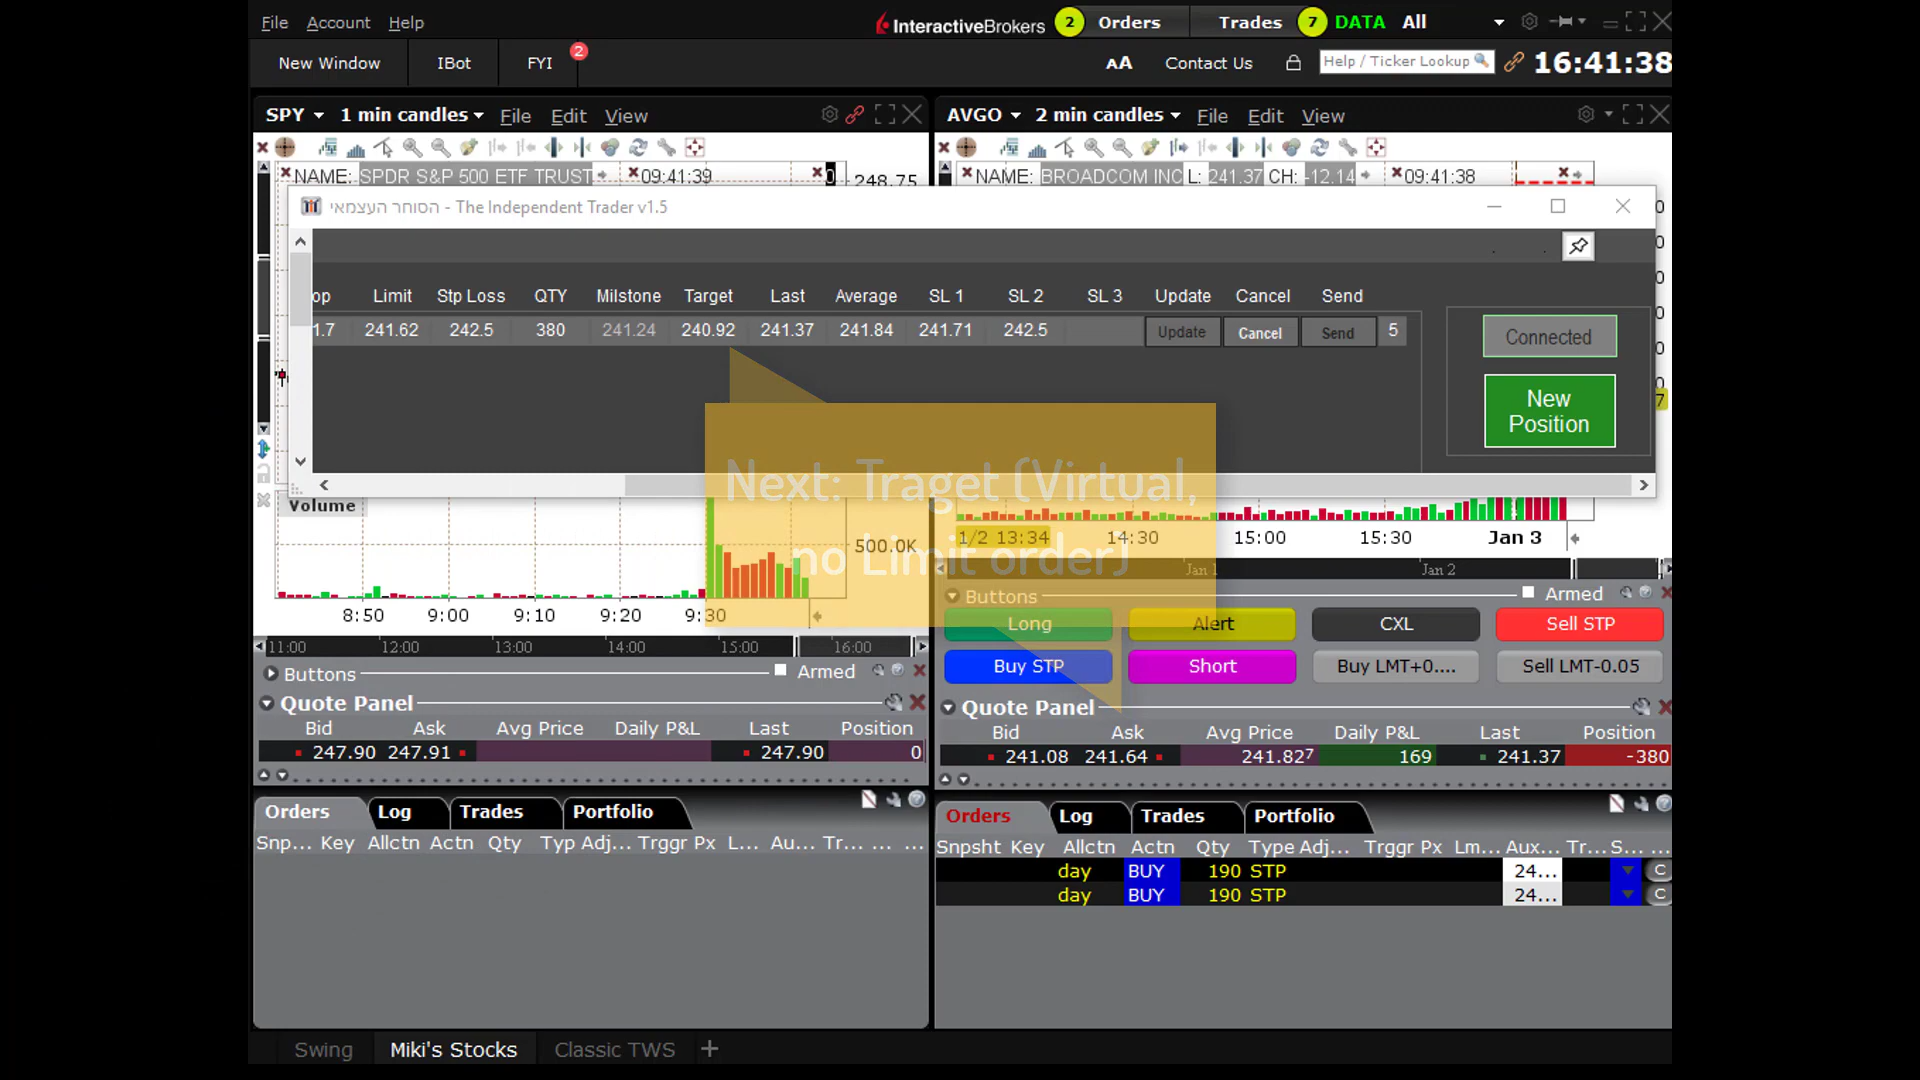 File Account Help
InteractiveBrokers 2 Orders Trades 7 DATA All
New Window IBot FYI 2
AA Contact Us Help / Ticker Lookup 16:41:38
SPY 1 min candles File Edit View
AVGO 2 min candles File Edit View
NAME: SPDR S&P 500 ETF TRUST 09:41:39 0 248.75
NAME: BROADCOM INC L: 241.37 CH: -12.14 09:41:38
הסוחר העצמאי - The Independent Trader v1.5
op Limit Stp Loss QTY Milstone Target Last Average SL 1 SL 2 SL 3 Update Cancel Send
1.7 241.62 242.5 380 241.24 240.92 241.37 241.84 241.71 242.5 Update Cancel Send 5
Connected
New
Position
Next: Traget (Virtual,
no Limit order)
Volume
500.0K
8:50 9:00 9:10 9:20 9:30
11:00 12:00 13:00 14:00 15:00 16:00
1/2 13:34 14:30 15:00 15:30 Jan 3
Jan 1 Jan 2
Buttons Armed
Long Alert CXL Sell STP
Buy STP Short Buy LMT+0.... Sell LMT-0.05
Buttons Armed
Quote Panel
Bid Ask Avg Price Daily P&L Last Position
247.90 247.91 247.90 0
Quote Panel
Bid Ask Avg Price Daily P&L Last Position
241.08 241.64 241.827 169 241.37 -380
Orders Log Trades Portfolio
Snp... Key Allctn Actn Qty Typ Adj... Trggr Px L... Au... Tr... ... ...
Orders Log Trades Portfolio
Snpsht Key Allctn Actn Qty Type Adj... Trggr Px Lm... Aux... Tr... S... ...
day BUY 190 STP 24... C
day BUY 190 STP 24... C
Swing Miki's Stocks Classic TWS +